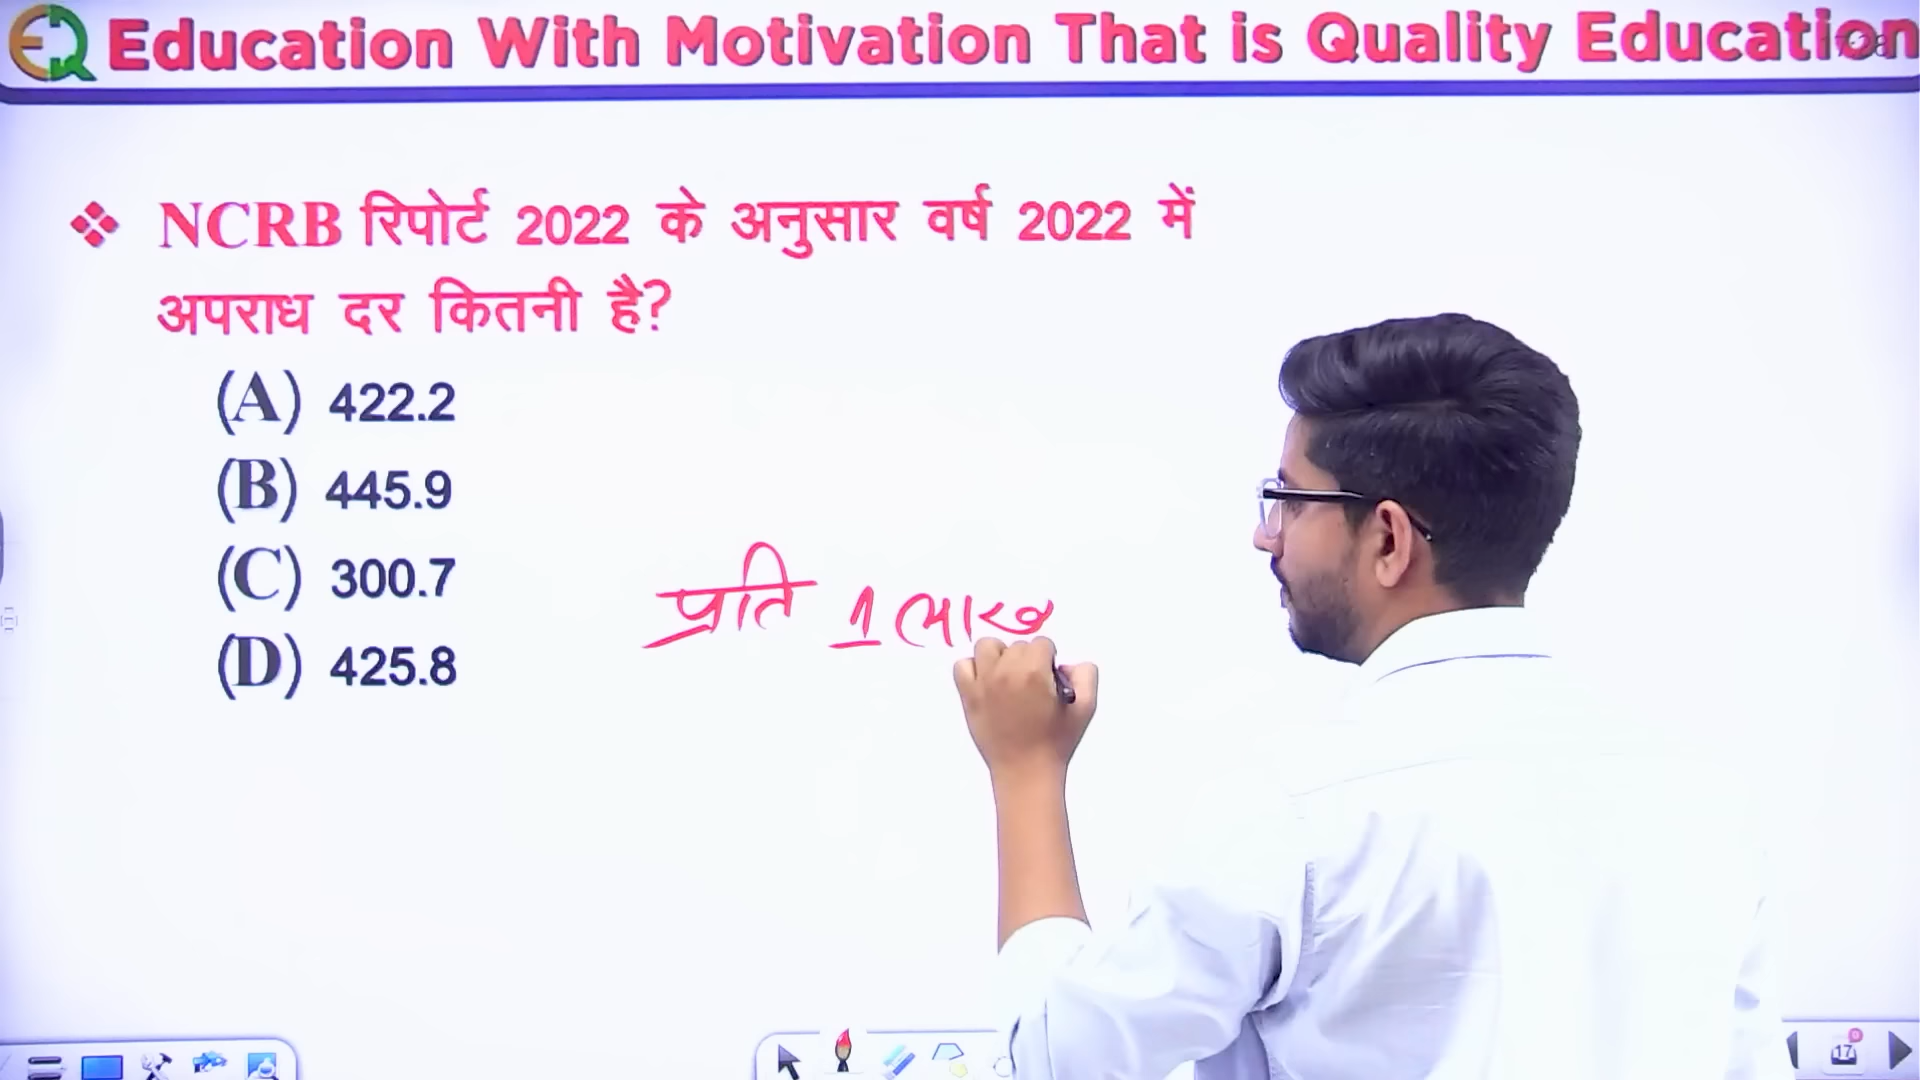 Education With Motivation That is Quality Education
❖ NCRB रिपोर्ट 2022 के अनुसार वर्ष 2022 में
अपराध दर कितनी है?
(A) 422.2
(B) 445.9
(C) 300.7
(D) 425.8
प्रति 1 लाख
17